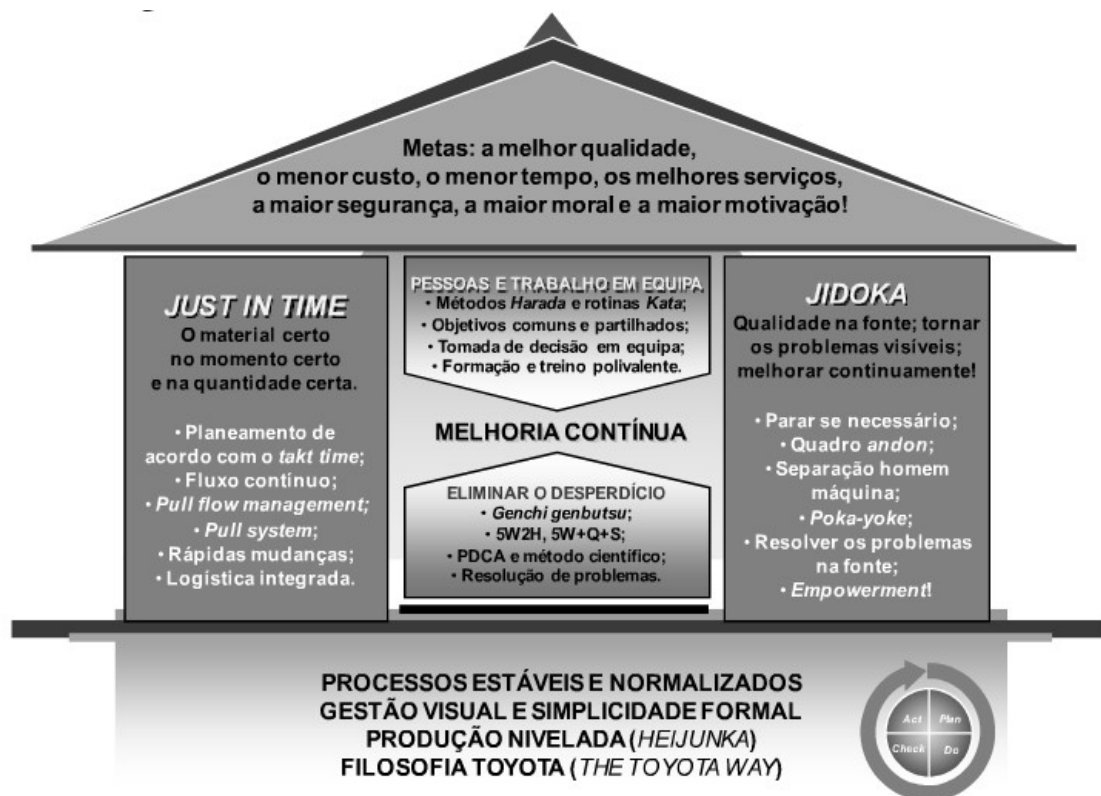 Metas: a melhor qualidade,
o menor custo, o menor tempo, os melhores serviços,
a maior segurança, a maior moral e a maior motivação!
JUST IN TIME
O material certo
no momento certo
e na quantidade certa.
• Planeamento de
acordo com o takt time;
• Fluxo contínuo;
• Pull flow management;
• Pull system;
• Rápidas mudanças;
• Logística integrada.
PESSOAS E TRABALHO EM EQUIPA
• Métodos Harada e rotinas Kata;
• Objetivos comuns e partilhados;
• Tomada de decisão em equipa;
• Formação e treino polivalente.
MELHORIA CONTÍNUA
ELIMINAR O DESPERDÍCIO
• Genchi genbutsu;
• 5W2H, 5W+Q+S;
• PDCA e método científico;
• Resolução de problemas.
JIDOKA
Qualidade na fonte; tornar
os problemas visíveis;
melhorar continuamente!
• Parar se necessário;
• Quadro andon;
• Separação homem
máquina;
• Poka-yoke;
• Resolver os problemas
na fonte;
• Empowerment!
PROCESSOS ESTÁVEIS E NORMALIZADOS
GESTÃO VISUAL E SIMPLICIDADE FORMAL
PRODUÇÃO NIVELADA (HEIJUNKA)
FILOSOFIA TOYOTA (THE TOYOTA WAY)
Act Plan
Check Do